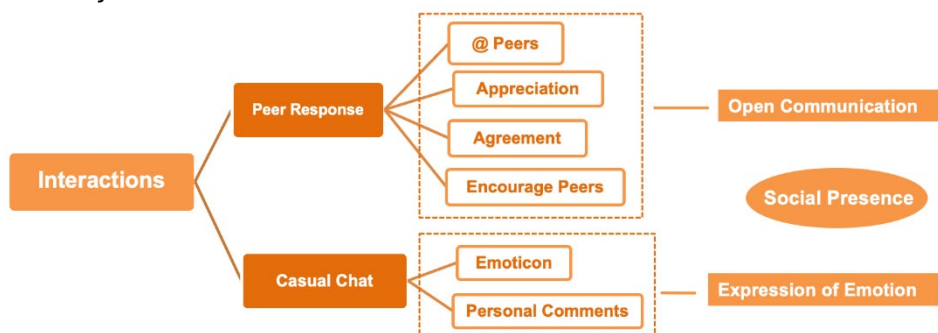 @ Peers
Peer Response
Appreciation
Open Communication
Agreement
Interactions
Encourage Peers
Social Presence
Emoticon
Casual Chat
Personal Comments
Expression of Emotion